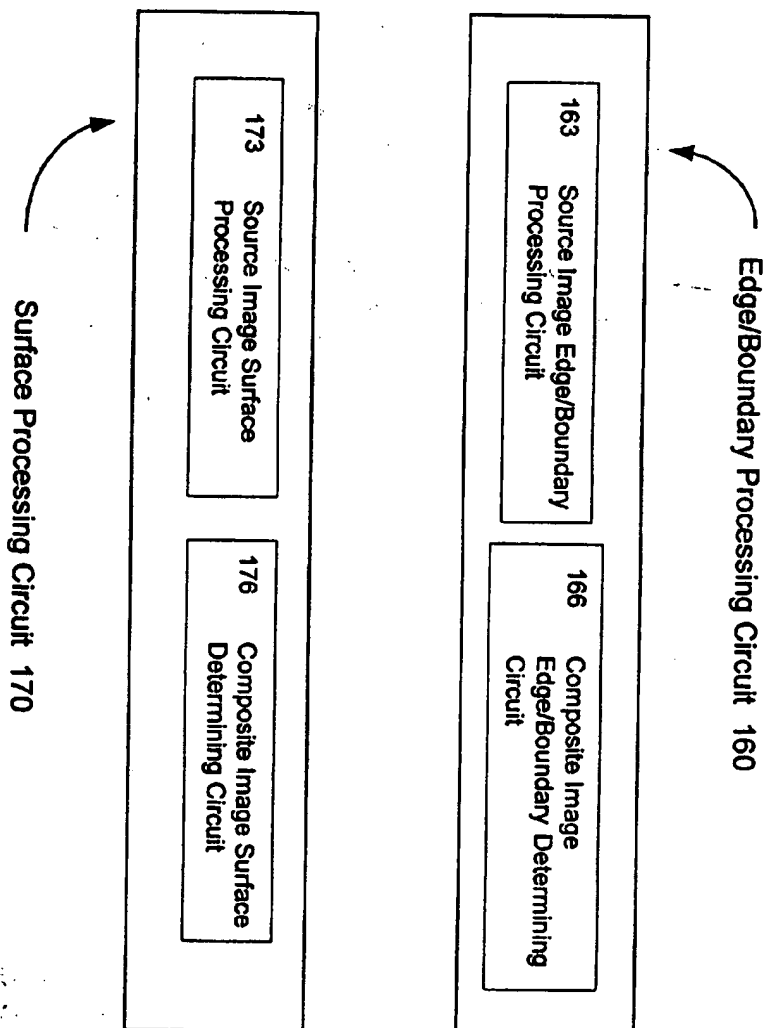 Edge/Boundary Processing Circuit 160
163 Source Image Edge/Boundary
Processing Circuit
166 Composite Image
Edge/Boundary Determining
Circuit
173 Source Image Surface
Processing Circuit
176 Composite Image Surface
Determining Circuit
Surface Processing Circuit 170